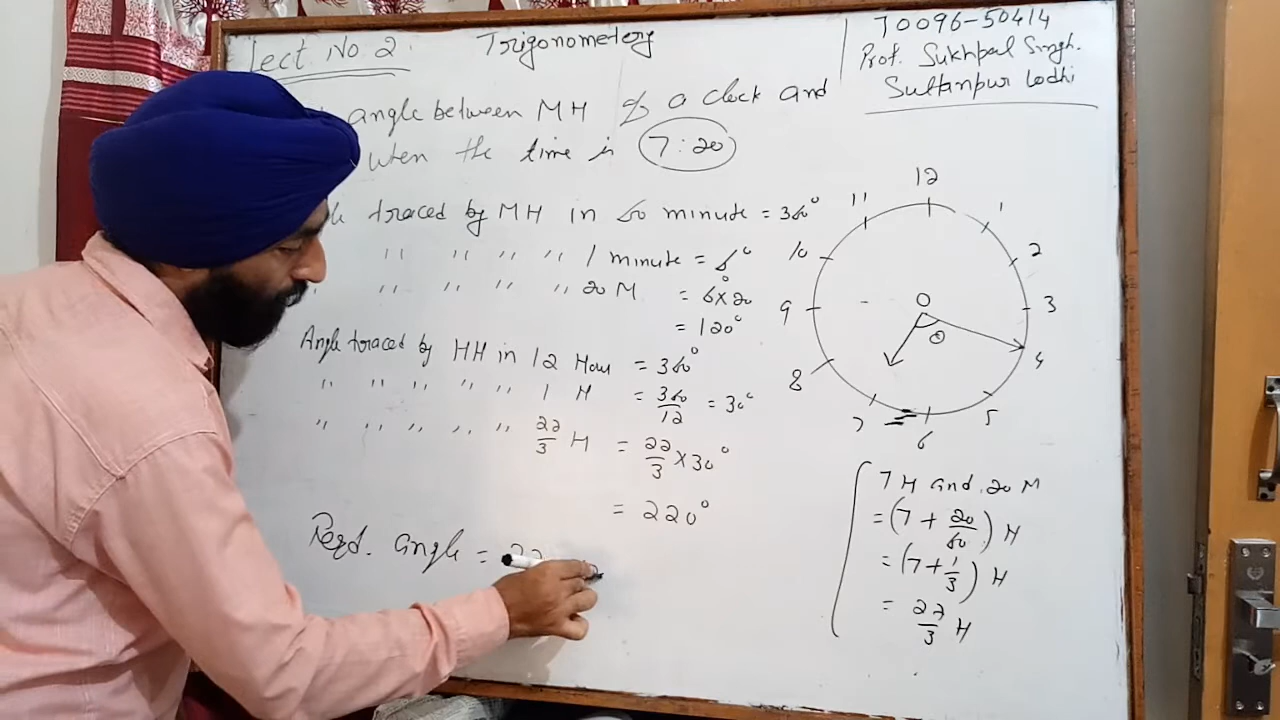 Lect. No. 2.
Trigonometery
70096-50414
Prof. Sukhpal Singh.
Sultanpur Lodhi
angle between MH of a clock and
when the time is 7:20
traced by MH in 60 minute = 360°
" " " " 1 minute = 6°
" " " " " 20 M = 6°×20
= 120°
Angle traced by HH in 12 Hour = 360°
" " " " " 1 H = 360/12 = 30°
" " " " " 22/3 H = 22/3 × 30°
= 220°
Reqd. angle = 22
12
1
2
3
4
5
6
7
8
9
10
11
O
7 H and 20 M
= (7 + 20/60) H
= (7 + 1/3) H
= 22/3 H